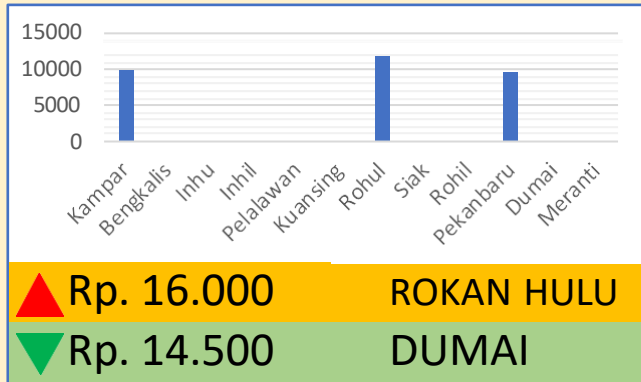 15000
10000
5000
0
Kampar
Bengkalis
Inhu
Inhil
Pelalawan
Kuansing
Rohul
Siak
Rohil
Pekanbaru
Dumai
Meranti
Rp. 16.000 ROKAN HULU
Rp. 14.500 DUMAI